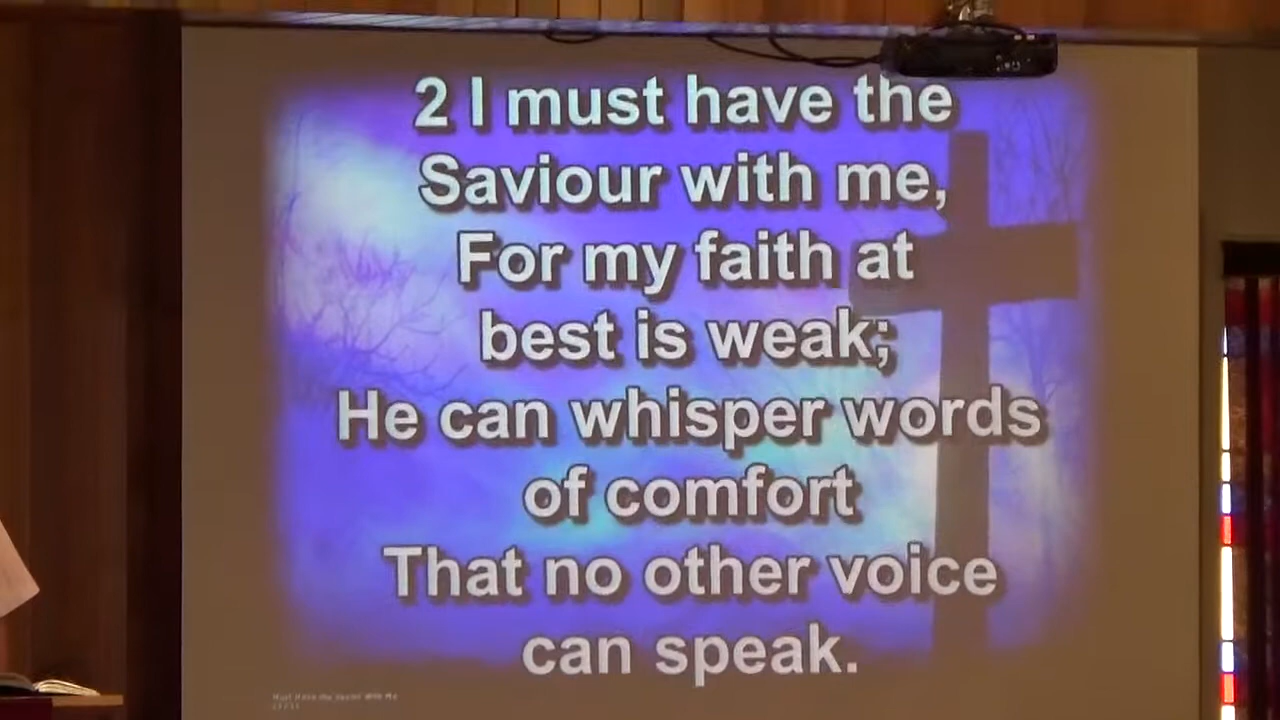 2 I must have the
Saviour with me,
For my faith at
best is weak;
He can whisper words
of comfort
That no other voice
can speak.